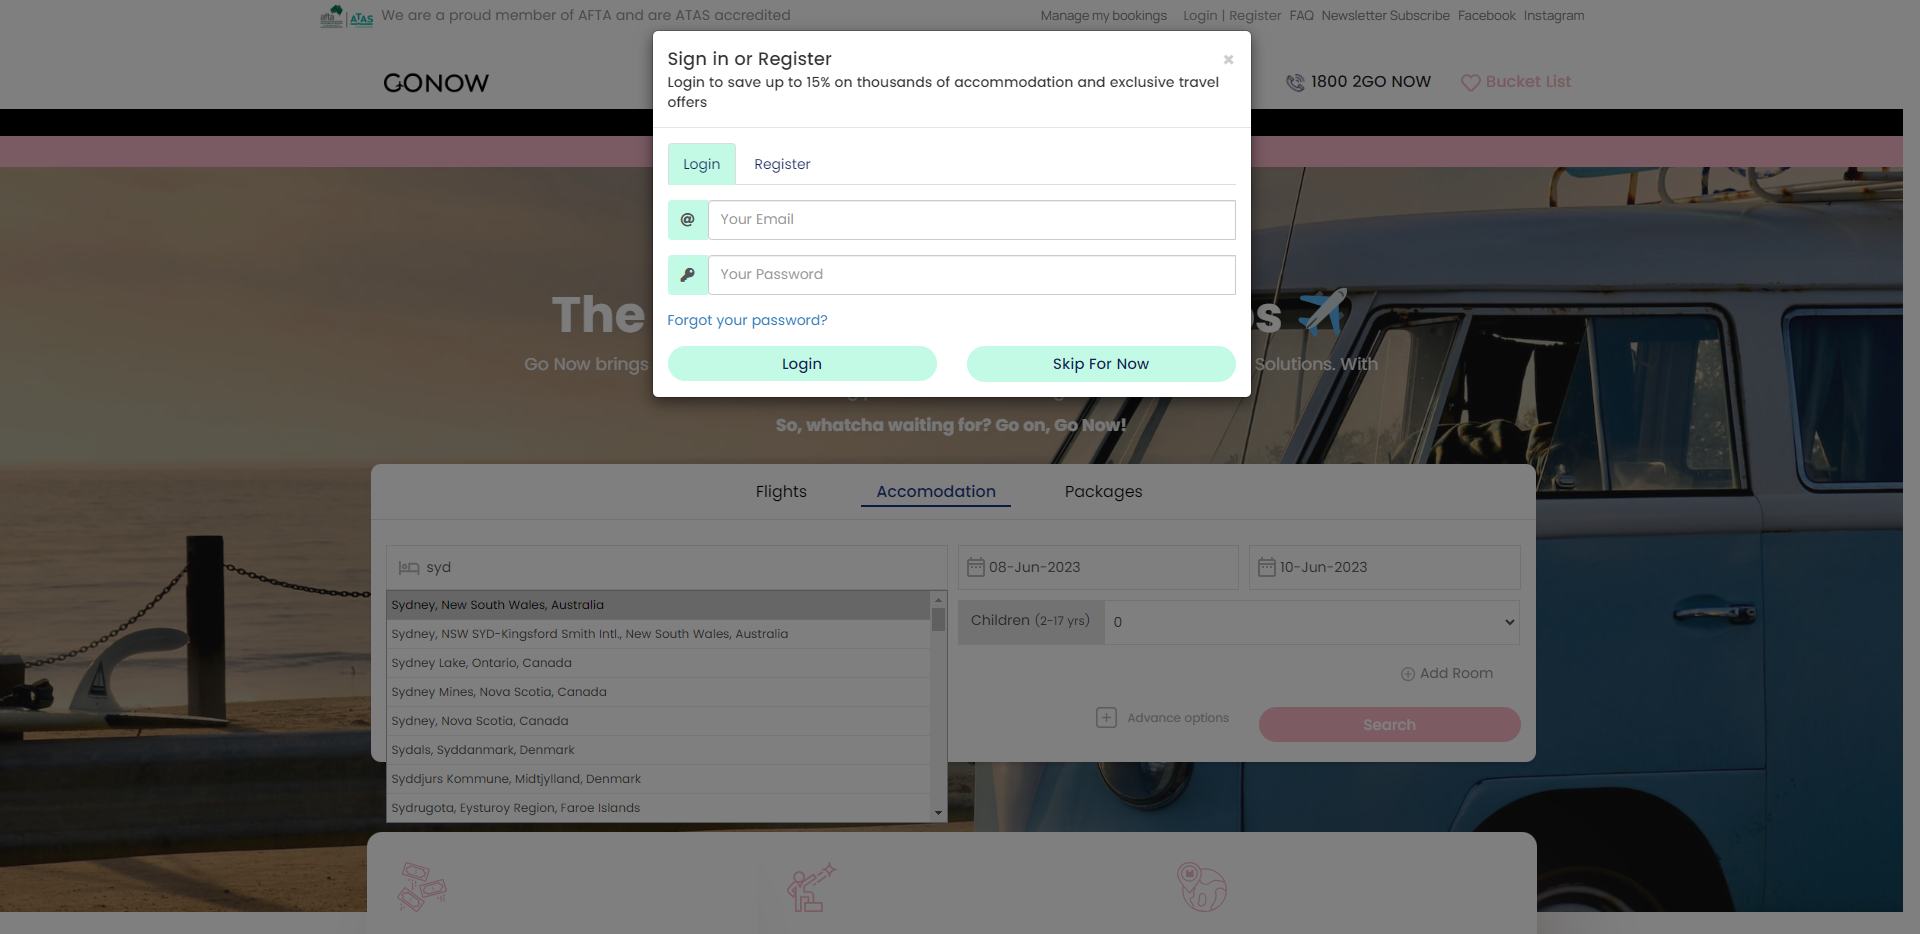 We are a proud member of AFTA and are ATAS accredited
Manage my bookings Login | Register FAQ Newsletter Subscribe Facebook Instagram
GONOW
1800 2GO NOW
Bucket List
Sign in or Register
×
Login to save up to 15% on thousands of accommodation and exclusive travel
offers
Login Register
@ Your Email
Your Password
Forgot your password?
Login Skip For Now
The
Go Now brings
Solutions. With
So, whatcha waiting for? Go on, Go Now!
Flights Accomodation Packages
syd
08-Jun-2023
10-Jun-2023
Sydney, New South Wales, Australia
Sydney, NSW SYD-Kingsford Smith Intl., New South Wales, Australia
Sydney Lake, Ontario, Canada
Sydney Mines, Nova Scotia, Canada
Sydney, Nova Scotia, Canada
Sydals, Syddanmark, Denmark
Syddjurs Kommune, Midtjylland, Denmark
Sydrugota, Eysturoy Region, Faroe Islands
Children (2-17 yrs) 0
Add Room
Advance options
Search